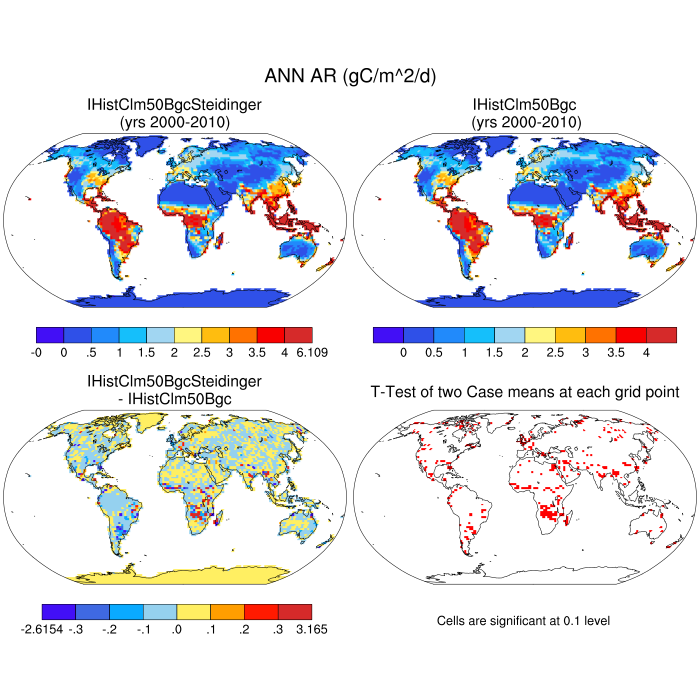 ANN AR (gC/m^2/d)
IHistClm50BgcSteidinger
(yrs 2000-2010)
IHistClm50Bgc
(yrs 2000-2010)
-0 0 .5 1 1.5 2 2.5 3 3.5 4 6.109
0 0.5 1 1.5 2 2.5 3 3.5 4
IHistClm50BgcSteidinger
- IHistClm50Bgc
T-Test of two Case means at each grid point
-2.6154 -.3 -.2 -.1 .0 .1 .2 .3 3.165
Cells are significant at 0.1 level